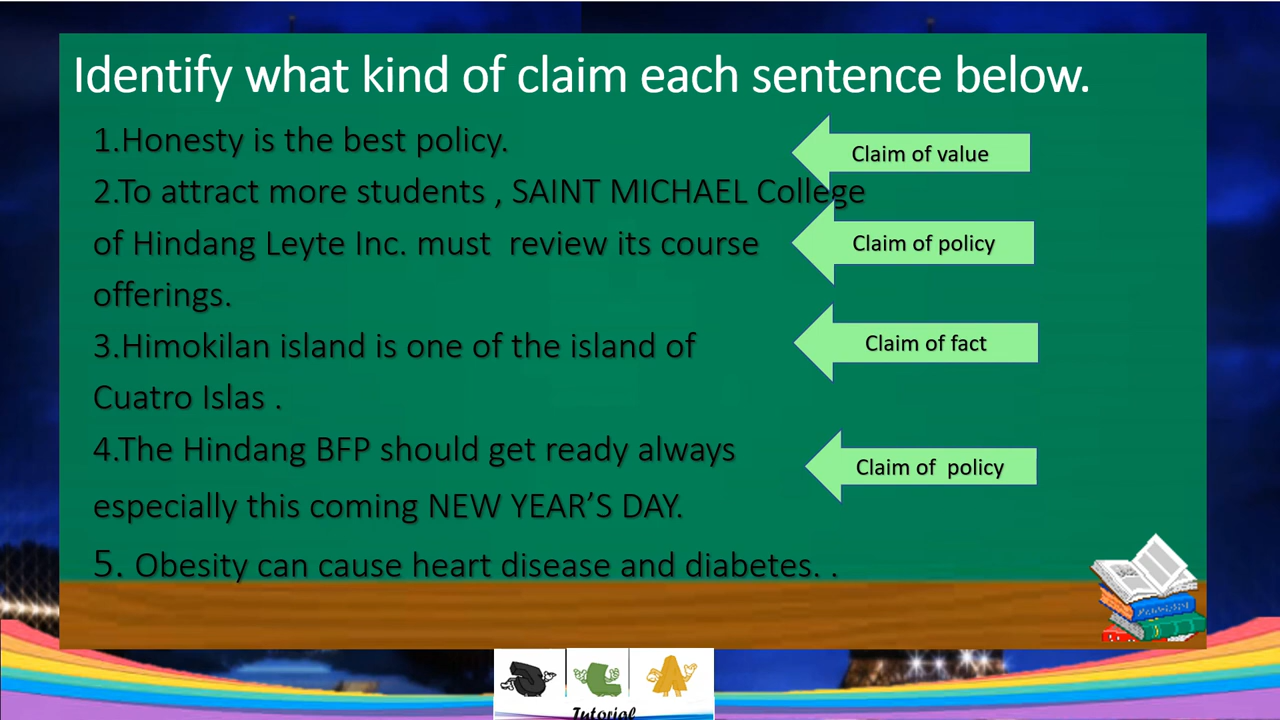 Identify what kind of claim each sentence below.
1.Honesty is the best policy.
Claim of value
2.To attract more students , SAINT MICHAEL College
of Hindang Leyte Inc. must review its course
Claim of policy
offerings.
3.Himokilan island is one of the island of
Claim of fact
Cuatro Islas .
4.The Hindang BFP should get ready always
Claim of policy
especially this coming NEW YEAR’S DAY.
5. Obesity can cause heart disease and diabetes. .
Tutorial